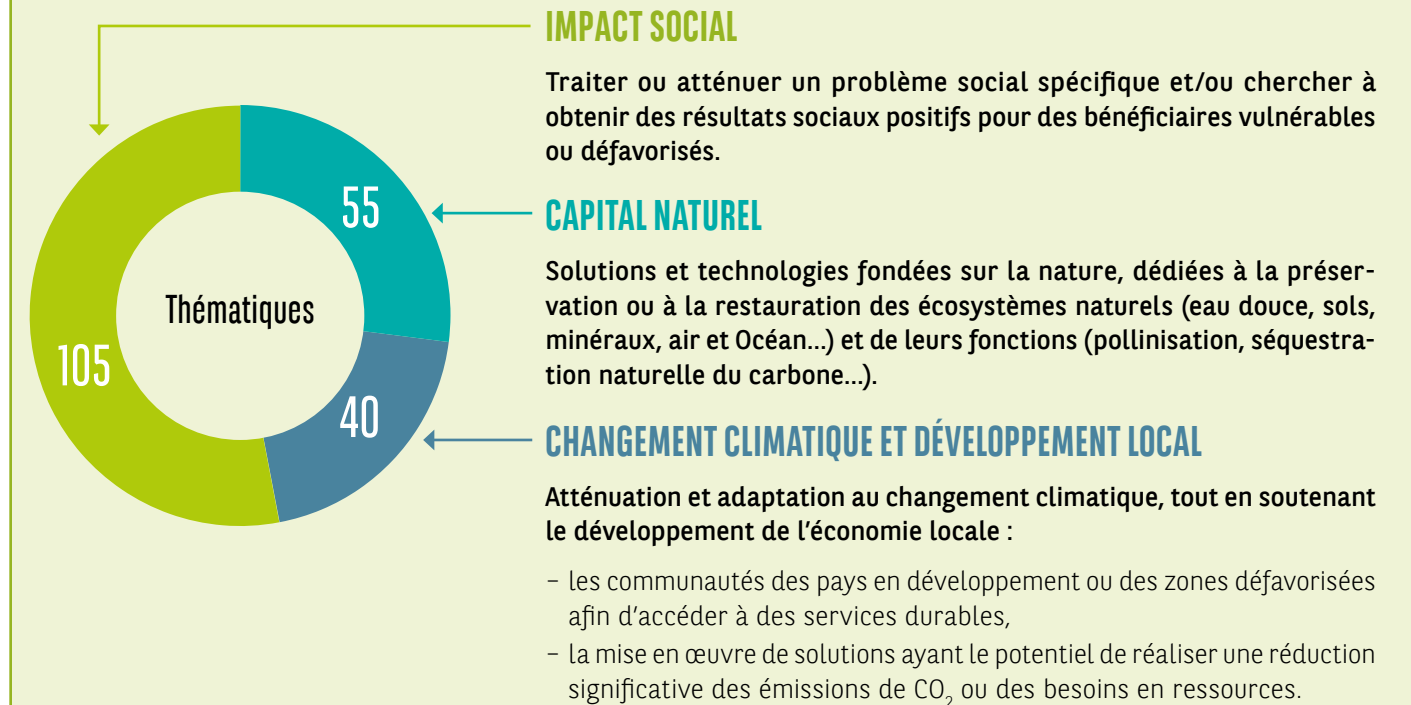 IMPACT SOCIAL
Traiter ou atténuer un problème social spécifique et/ou chercher à
obtenir des résultats sociaux positifs pour des bénéficiaires vulnérables
ou défavorisés.
55
CAPITAL NATUREL
Solutions et technologies fondées sur la nature, dédiées à la préser-
vation ou à la restauration des écosystèmes naturels (eau douce, sols,
minéraux, air et Océan...) et de leurs fonctions (pollinisation, séquestra-
tion naturelle du carbone...).
Thématiques
105
40
CHANGEMENT CLIMATIQUE ET DÉVELOPPEMENT LOCAL
Atténuation et adaptation au changement climatique, tout en soutenant
le développement de l'économie locale :
– les communautés des pays en développement ou des zones défavorisées
afin d'accéder à des services durables,
– la mise en œuvre de solutions ayant le potentiel de réaliser une réduction
significative des émissions de CO₂ ou des besoins en ressources.